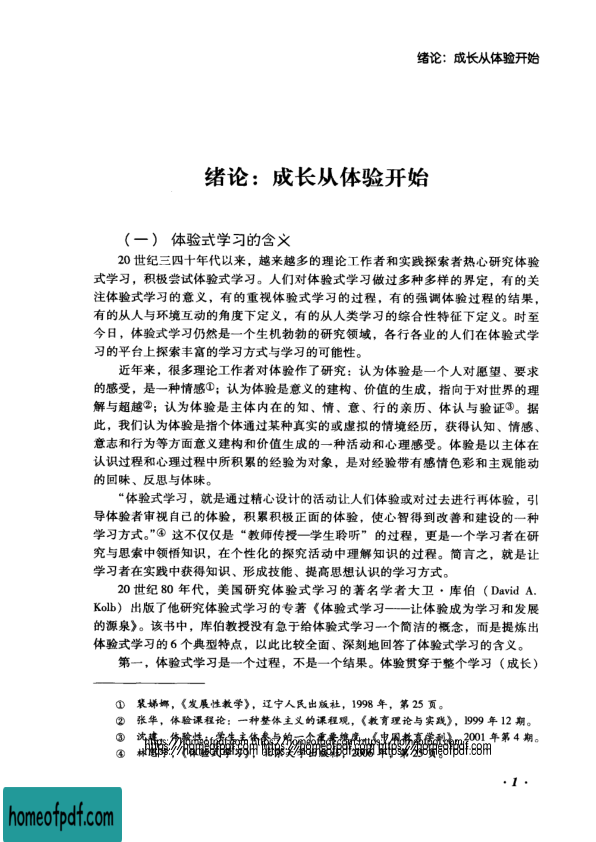 绪论：成长从体验开始
绪论：成长从体验开始
（一） 体验式学习的含义
20 世纪三四十年代以来，越来越多的理论工作者和实践探索者热心研究体验
式学习，积极尝试体验式学习。人们对体验式学习做过多种多样的界定，有的关
注体验式学习的意义，有的重视体验式学习的过程，有的强调体验过程的结果，
有的从人与环境互动的角度下定义，有的从人类学习的综合性特征下定义。时至
今日，体验式学习仍然是一个生机勃勃的研究领域，各行各业的人们在体验式学
习的平台上探索丰富的学习方式与学习的可能性。
近年来，很多理论工作者对体验作了研究：认为体验是一个人对愿望、要求
的感受，是一种情感①；认为体验是意义的建构、价值的生成，指向于对世界的理
解与超越②；认为体验是主体内在的知、情、意、行的亲历、体认与验证③。据
此，我们认为体验是指个体通过某种真实的或虚拟的情境经历，获得认知、情感、
意志和行为等方面意义建构和价值生成的一种活动和心理感受。体验是以主体在
认识过程和心理过程中所积累的经验为对象，是对经验带有感情色彩和主观能动
的回味、反思与体味。
“体验式学习，就是通过精心设计的活动让人们体验或对过去进行再体验，引
导体验者审视自己的体验，积累积极正面的体验，使心智得到改善和建设的一种
学习方式。”④ 这不仅仅是“教师传授—学生聆听”的过程，更是一个学习者在研
究与思索中领悟知识，在个性化的探究活动中理解知识的过程。简言之，就是让
学习者在实践中获得知识、形成技能、提高思想认识的学习方式。
20 世纪 80 年代，美国研究体验式学习的著名学者大卫·库伯（David A.
Kolb）出版了他研究体验式学习的专著《体验式学习——让体验成为学习和发展
的源泉》。该书中，库伯教授没有急于给体验式学习一个简洁的概念，而是提炼出
体验式学习的 6 个典型特点，以此比较全面、深刻地回答了体验式学习的含义。
第一，体验式学习是一个过程，不是一个结果。体验贯穿于整个学习（成长）
① 裴娣娜，《发展性教学》，辽宁人民出版社，1998 年，第 25 页。
② 张华，体验课程论：一种整体主义的课程观，《教育理论与实践》，1999 年 12 期。
③ 沈建，体验性：学生主体参与的一个重要维度，《中国教育学刊》，2001 年第 4 期。
https://homeofpdf.com https://homeofpdf.com https://homeofpdf.com
④ 《体验式学习》，北京大学出版社，2006 年，第 25 页。
https://homeofpdf.com https://homeofpdf.com https://homeofpdf.com
· 1 ·
homeofpdf.com